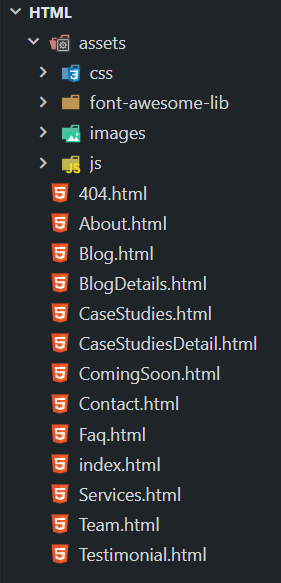 HTML
assets
css
font-awesome-lib
images
js
404.html
About.html
Blog.html
BlogDetails.html
CaseStudies.html
CaseStudiesDetail.html
ComingSoon.html
Contact.html
Faq.html
index.html
Services.html
Team.html
Testimonial.html